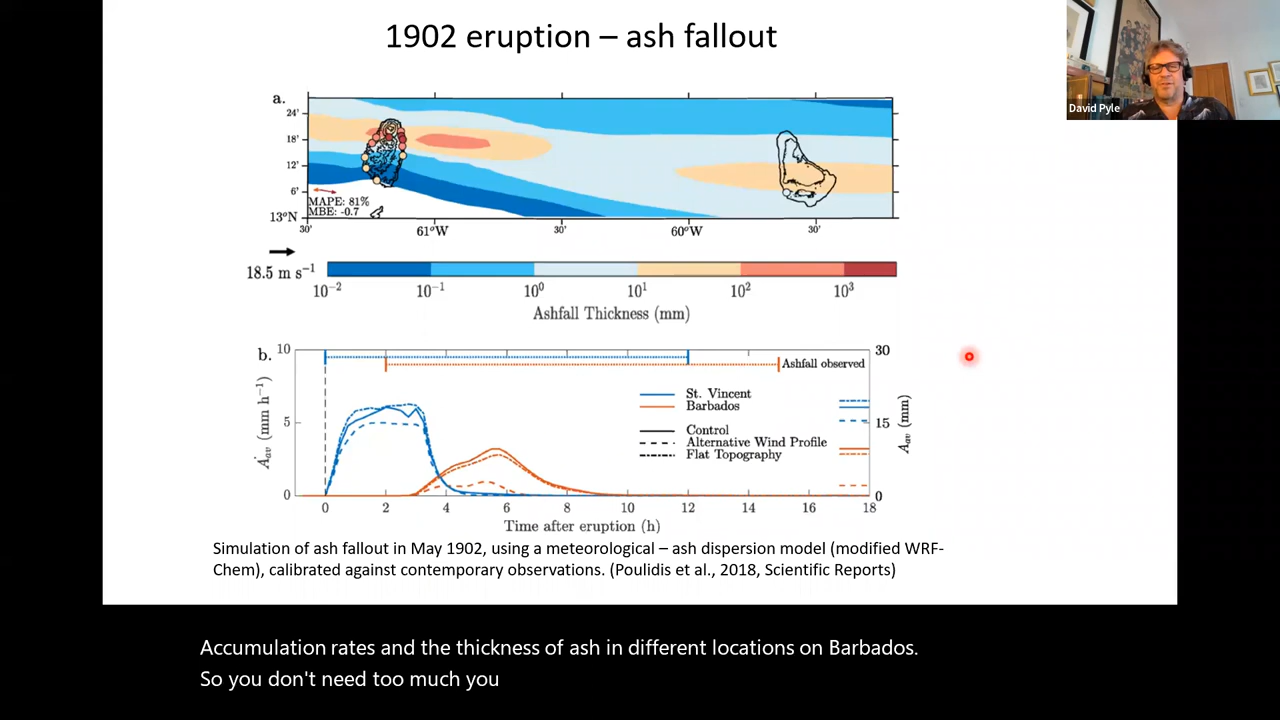 1902 eruption – ash fallout
David Pyle
a.
24'
18'
12'
6'
13°N
MAPE: 81%
MBE: -0.7
30' 61°W 30' 60°W 30'
18.5 m s⁻¹
10⁻² 10⁻¹ 10⁰ 10¹ 10² 10³
Ashfall Thickness (mm)
b.
10
5
0
A̓av (mm h⁻¹)
30
15
0
Aav (mm)
Ashfall observed
St. Vincent
Barbados
Control
Alternative Wind Profile
Flat Topography
0 2 4 6 8 10 12 14 16 18
Time after eruption (h)
Simulation of ash fallout in May 1902, using a meteorological – ash dispersion model (modified WRF-
Chem), calibrated against contemporary observations. (Poulidis et al., 2018, Scientific Reports)
Accumulation rates and the thickness of ash in different locations on Barbados.
So you don't need too much you